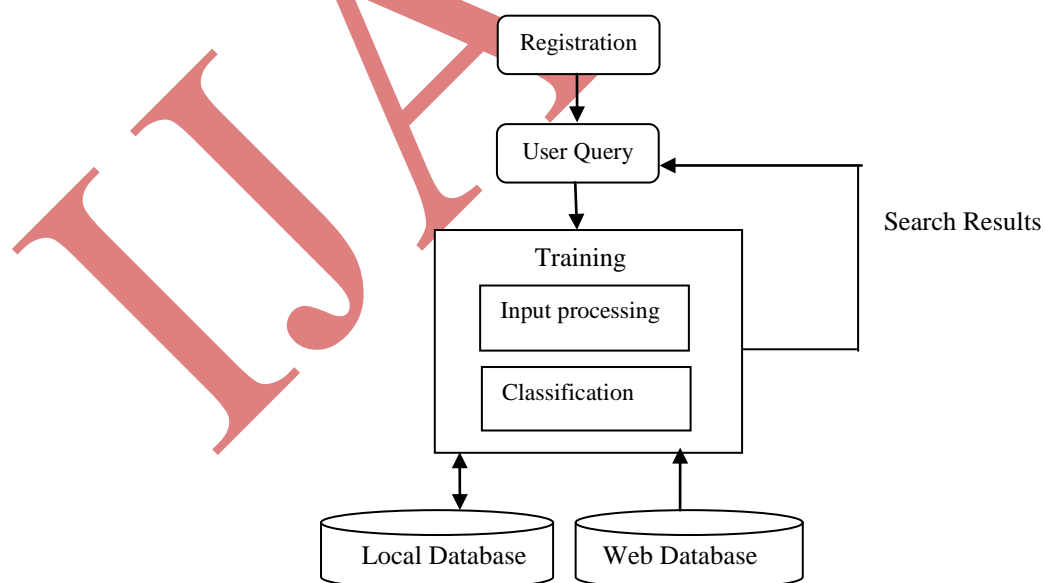 Registration
User Query
Search Results
Training
Input processing
Classification
Local Database
Web Database
IJA